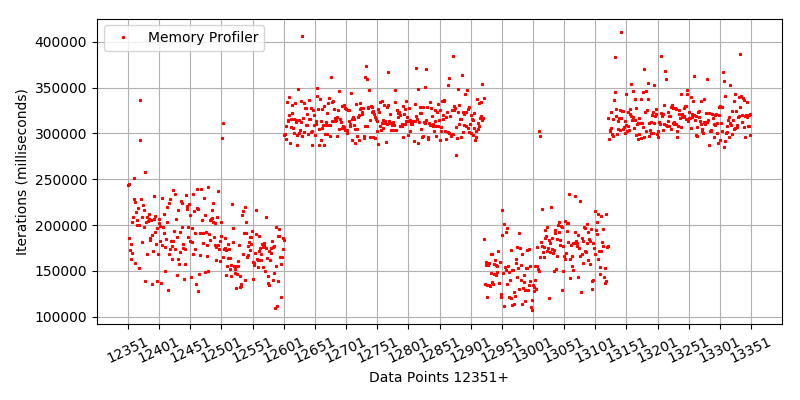 Memory Profiler
400000
350000
300000
250000
200000
150000
100000
Iterations (milliseconds)
12351 12401 12451 12501 12551 12601 12651 12701 12751 12801 12851 12901 12951 13001 13051 13101 13151 13201 13251 13301 13351
Data Points 12351+